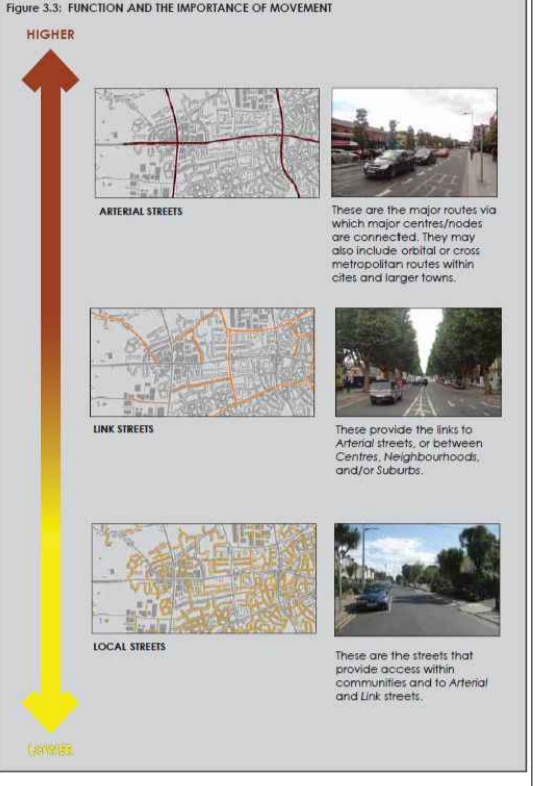 Figure 3.3: FUNCTION AND THE IMPORTANCE OF MOVEMENT
HIGHER
ARTERIAL STREETS
These are the major routes via
which major centres/nodes
are connected. They may
also include orbital or cross
metropolitan routes within
cites and larger towns.
LINK STREETS
These provide the links to
Arterial streets, or between
Centres, Neighbourhoods,
and/or Suburbs.
LOCAL STREETS
These are the streets that
provide access within
communities and to Arterial
and Link streets.
LOWER